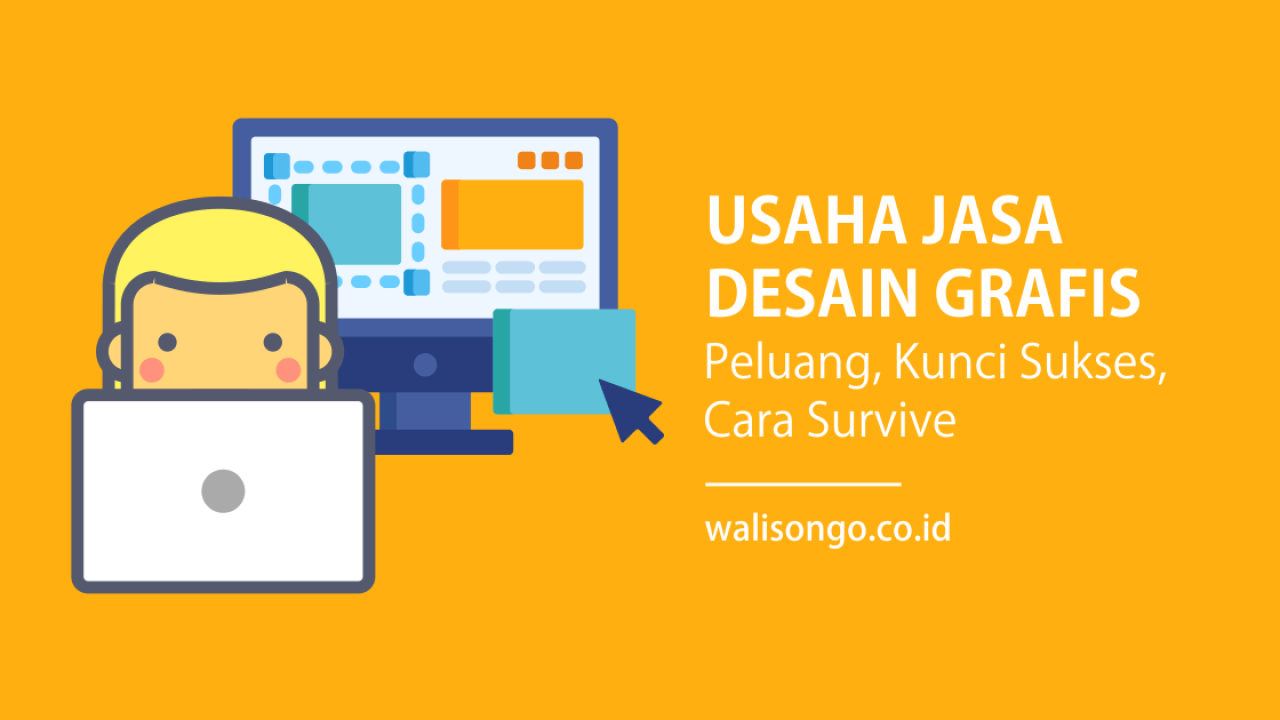 USAHA JASA
DESAIN GRAFIS
Peluang, Kunci Sukses,
Cara Survive
walisongo.co.id